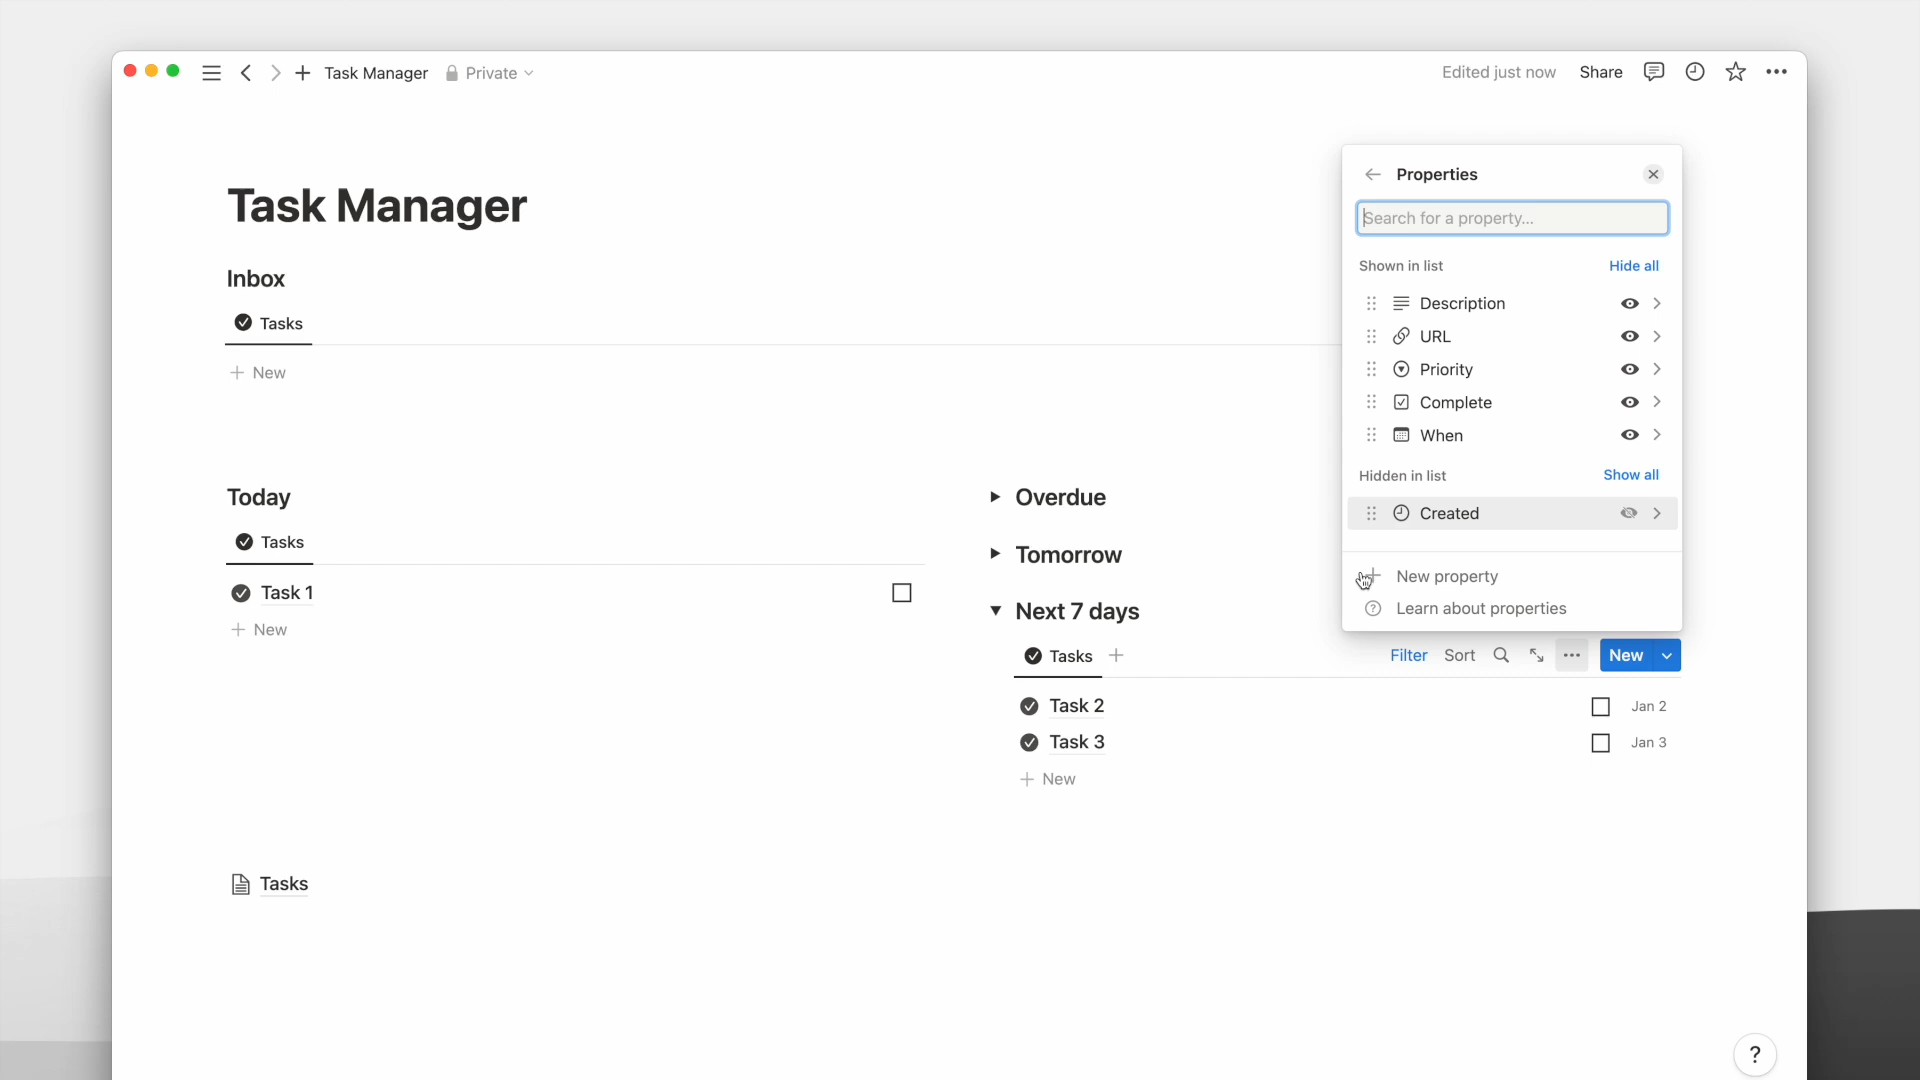 Task Manager Private
Edited just now Share
Task Manager
Inbox
Tasks
New
Today
Tasks
Task 1
New
Overdue
Tomorrow
Next 7 days
Tasks
Filter Sort New
Task 2 Jan 2
Task 3 Jan 3
New
Tasks
Properties
Search for a property...
Shown in list Hide all
Description
URL
Priority
Complete
When
Hidden in list Show all
Created
New property
Learn about properties
?